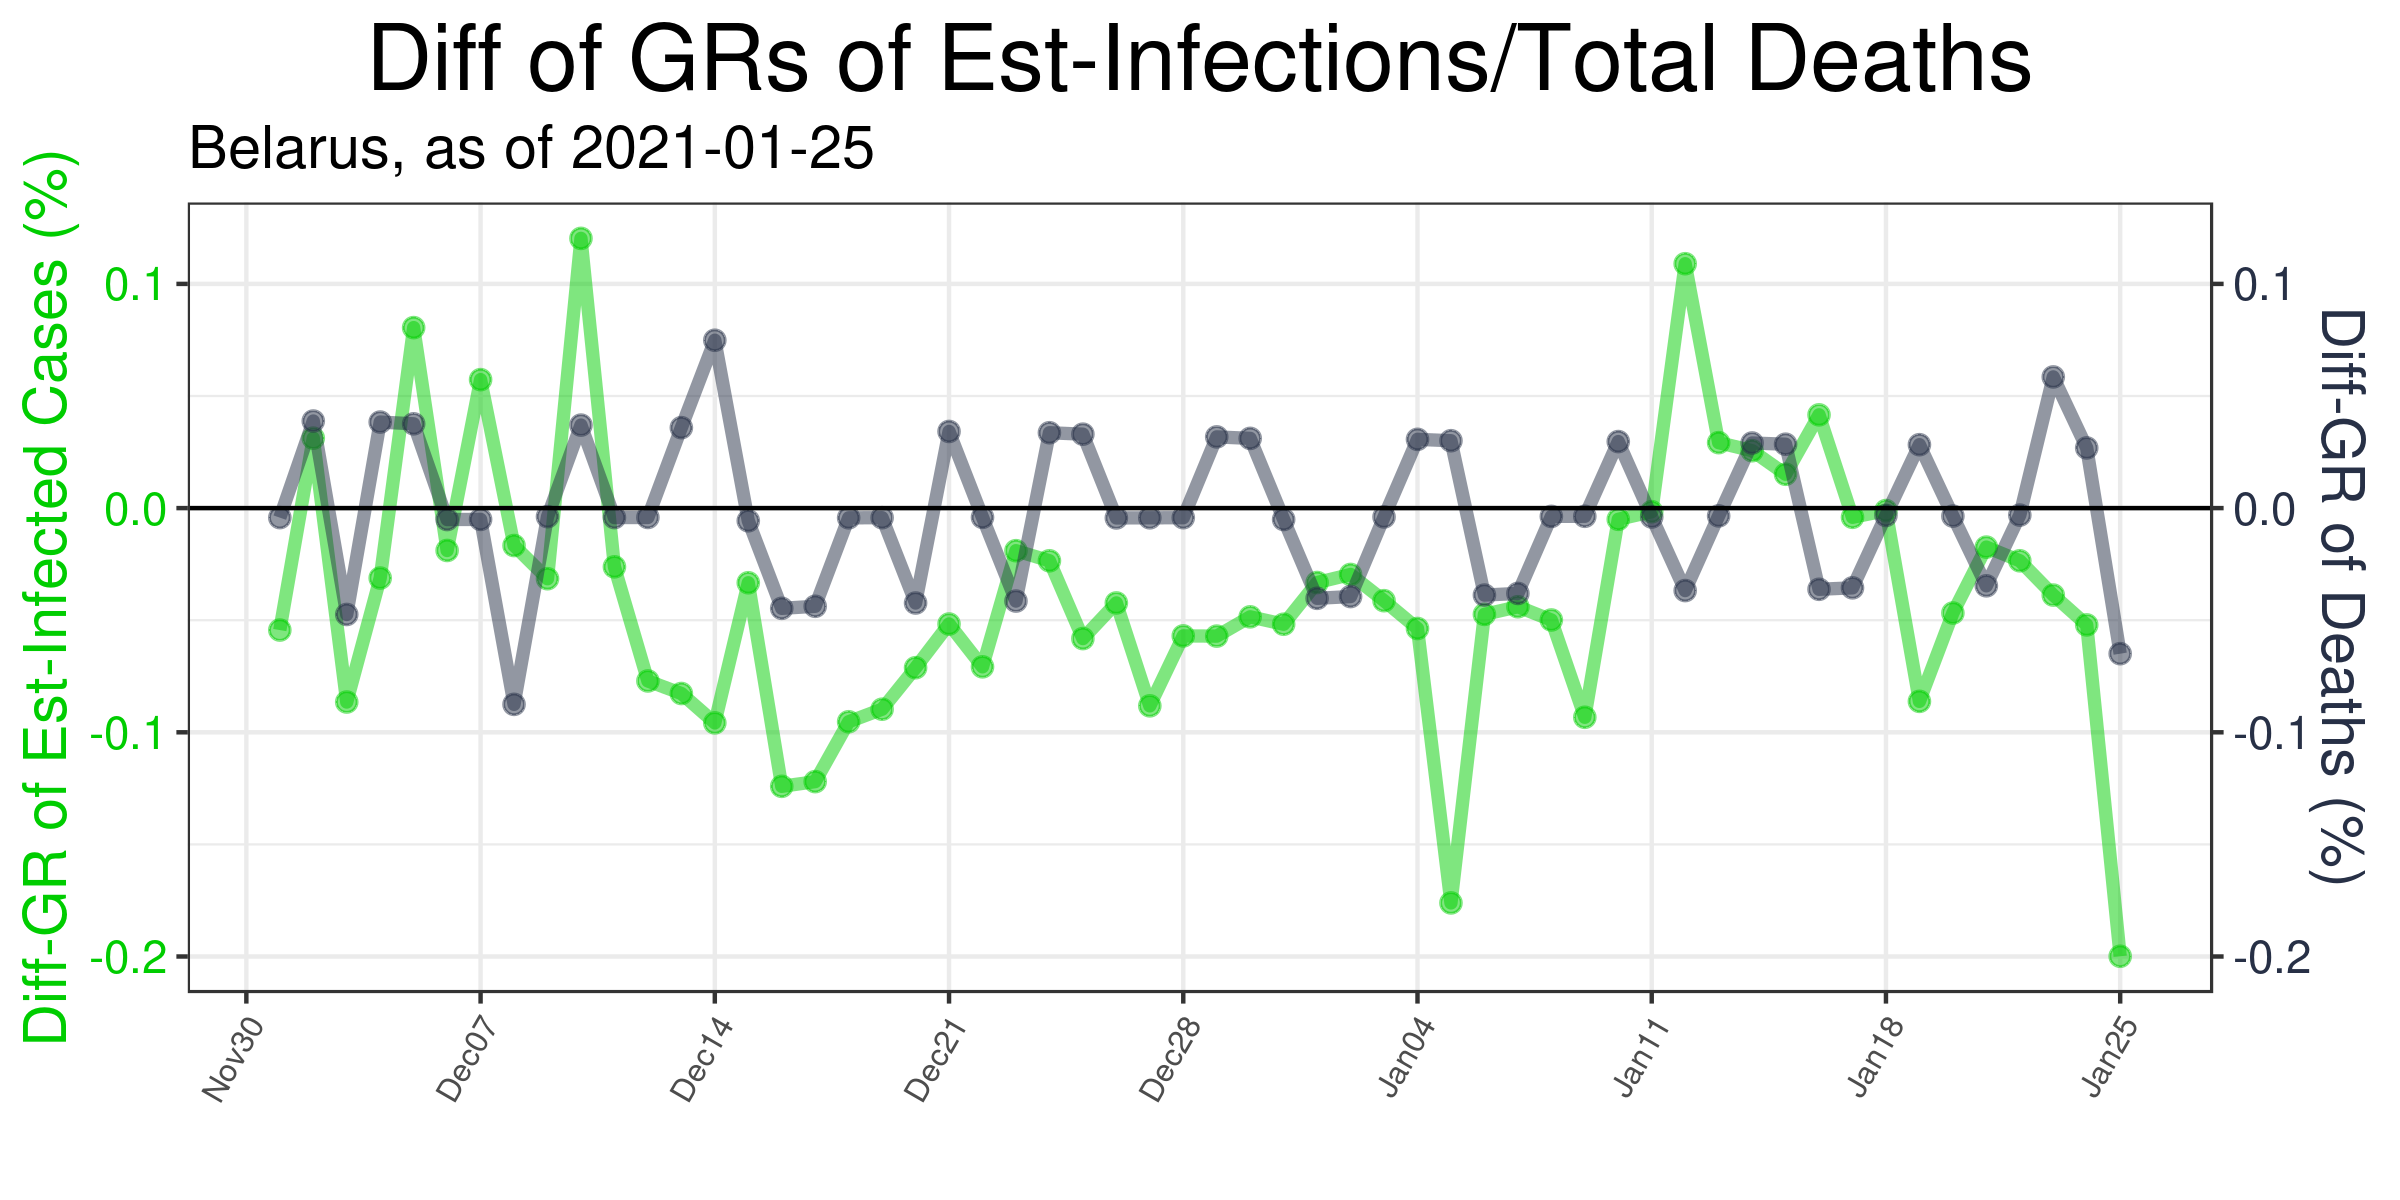 Diff of GRs of Est-Infections/Total Deaths
Belarus, as of 2021-01-25
Diff-GR of Est-Infected Cases (%)
0.1
0.0
-0.1
-0.2
0.1
0.0
-0.1
-0.2
Diff-GR of Deaths (%)
Nov30
Dec07
Dec14
Dec21
Dec28
Jan04
Jan11
Jan18
Jan25